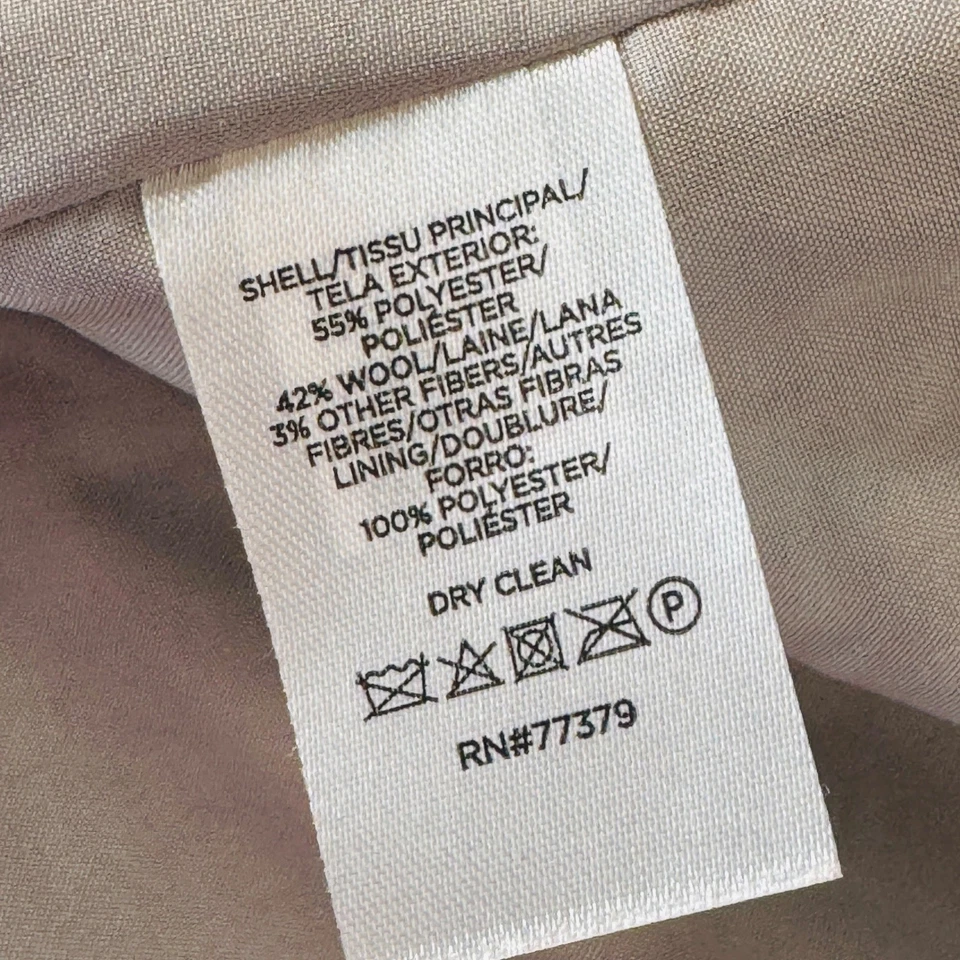 SHELL/TISSU PRINCIPAL/
TELA EXTERIOR:
55% POLYESTER/
POLIÉSTER
42% WOOL/LAINE/LANA
3% OTHER FIBERS/AUTRES
FIBRES/OTRAS FIBRAS
LINING/DOUBLURE/
FORRO:
100% POLYESTER/
POLIÉSTER
DRY CLEAN
P
RN#77379